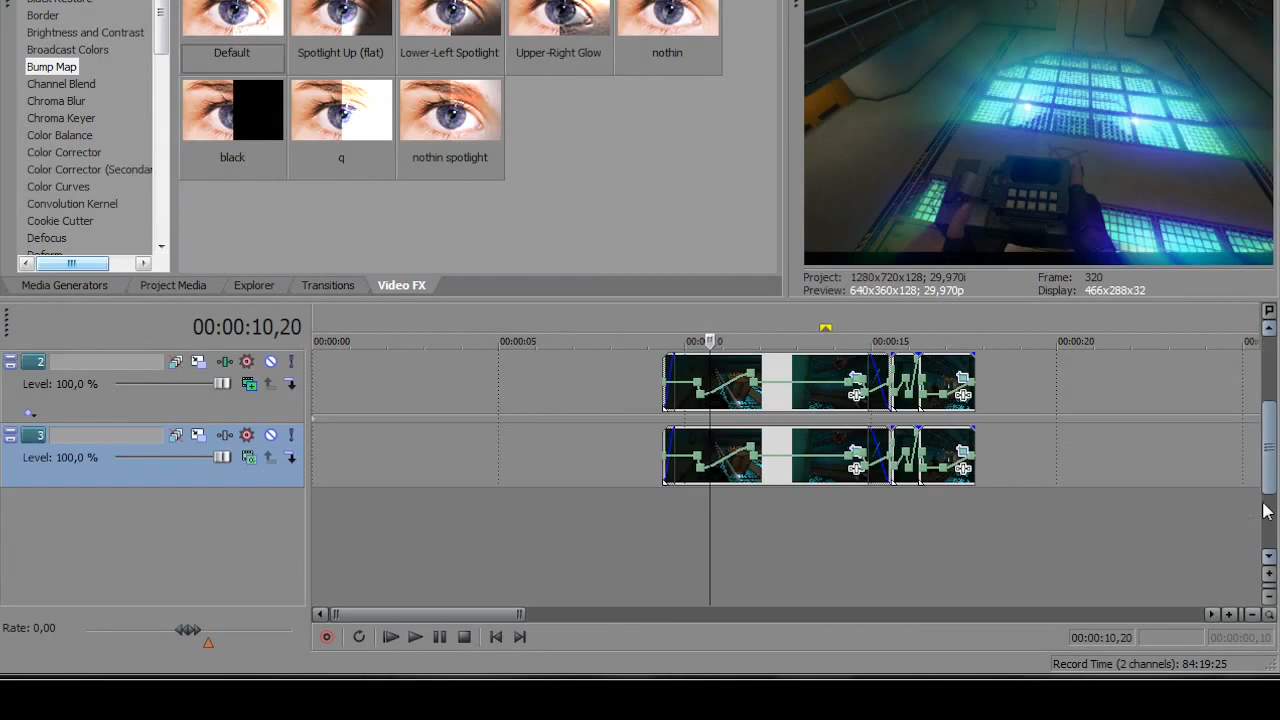 Border
Brightness and Contrast
Broadcast Colors
Bump Map
Channel Blend
Chroma Blur
Chroma Keyer
Color Balance
Color Corrector
Color Corrector (Secondar
Color Curves
Convolution Kernel
Cookie Cutter
Defocus
Default
Spotlight Up (flat)
Lower-Left Spotlight
Upper-Right Glow
nothin
black
q
nothin spotlight
Media Generators
Project Media
Explorer
Transitions
Video FX
Project: 1280x720x128; 29,970i
Frame: 320
Preview: 640x360x128; 29,970p
Display: 466x288x32
00:00:10,20
00:00:00
00:00:05
00:00:15
00:00:20
2
Level: 100,0 %
3
Level: 100,0 %
Rate: 0,00
00:00:10,20
00:00:00,10
Record Time (2 channels): 84:19:25